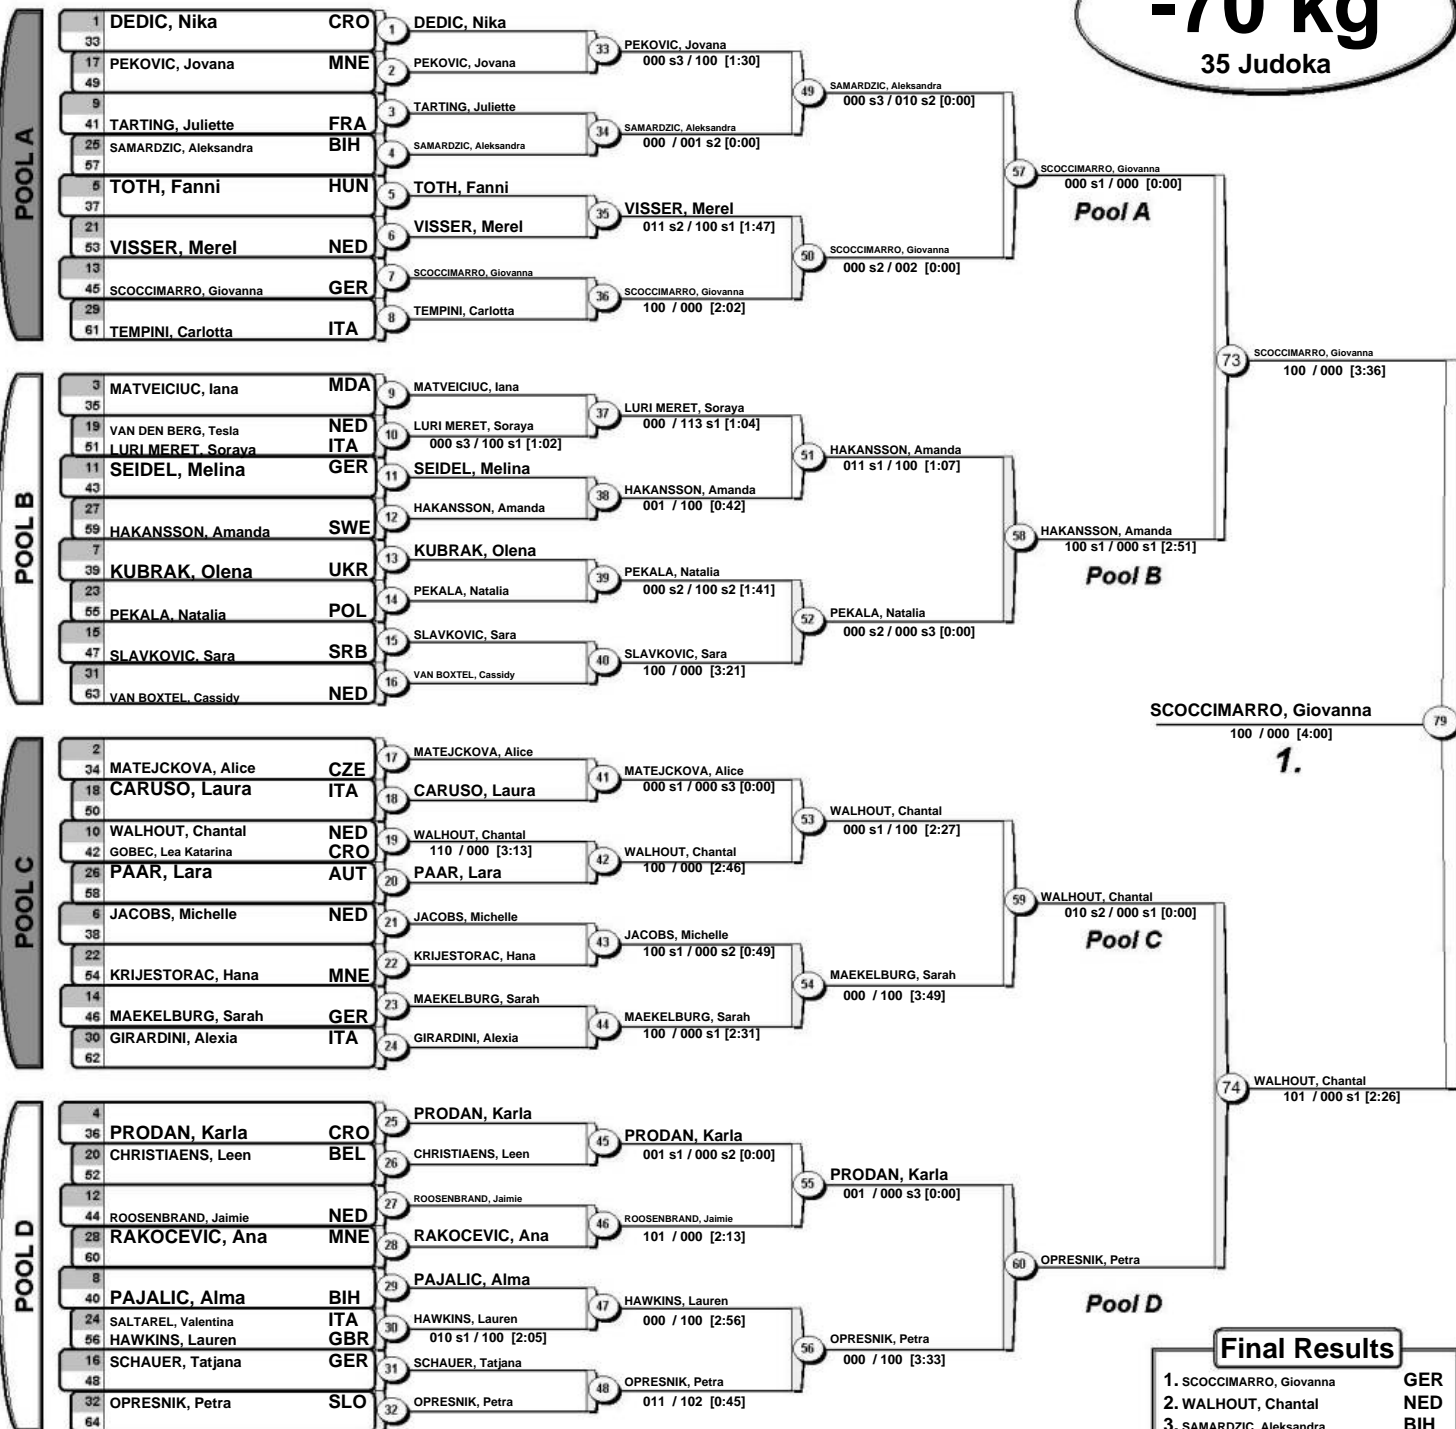 -70 kg
35 Judoka
POOL A
1 DEDIC, Nika CRO
33
17 PEKOVIC, Jovana MNE
49
9
41 TARTING, Juliette FRA
25 SAMARDZIC, Aleksandra BIH
57
5 TOTH, Fanni HUN
37
21
53 VISSER, Merel NED
13
45 SCOCCIMARRO, Giovanna GER
29
61 TEMPINI, Carlotta ITA
1 DEDIC, Nika
2 PEKOVIC, Jovana
3 TARTING, Juliette
4 SAMARDZIC, Aleksandra
5 TOTH, Fanni
6 VISSER, Merel
7 SCOCCIMARRO, Giovanna
8 TEMPINI, Carlotta
33 PEKOVIC, Jovana
000 s3 / 100 [1:30]
34 SAMARDZIC, Aleksandra
000 / 001 s2 [0:00]
35 VISSER, Merel
011 s2 / 100 s1 [1:47]
36 SCOCCIMARRO, Giovanna
100 / 000 [2:02]
49 SAMARDZIC, Aleksandra
000 s3 / 010 s2 [0:00]
50 SCOCCIMARRO, Giovanna
000 s2 / 002 [0:00]
57 SCOCCIMARRO, Giovanna
000 s1 / 000 [0:00]
Pool A
POOL B
3 MATVEICIUC, Iana MDA
35
19 VAN DEN BERG, Tesla NED
51 LURI MERET, Soraya ITA
11 SEIDEL, Melina GER
43
27
59 HAKANSSON, Amanda SWE
7
39 KUBRAK, Olena UKR
23
55 PEKALA, Natalia POL
15
47 SLAVKOVIC, Sara SRB
31
63 VAN BOXTEL, Cassidy NED
9 MATVEICIUC, Iana
10 LURI MERET, Soraya
000 s3 / 100 s1 [1:02]
11 SEIDEL, Melina
12 HAKANSSON, Amanda
13 KUBRAK, Olena
14 PEKALA, Natalia
15 SLAVKOVIC, Sara
16 VAN BOXTEL, Cassidy
37 LURI MERET, Soraya
000 / 113 s1 [1:04]
38 HAKANSSON, Amanda
001 / 100 [0:42]
39 PEKALA, Natalia
000 s2 / 100 s2 [1:41]
40 SLAVKOVIC, Sara
100 / 000 [3:21]
51 HAKANSSON, Amanda
011 s1 / 100 [1:07]
52 PEKALA, Natalia
000 s2 / 000 s3 [0:00]
58 HAKANSSON, Amanda
100 s1 / 000 s1 [2:51]
Pool B
73 SCOCCIMARRO, Giovanna
100 / 000 [3:36]
SCOCCIMARRO, Giovanna 79
100 / 000 [4:00]
1.
POOL C
2
34 MATEJCKOVA, Alice CZE
18 CARUSO, Laura ITA
50
10 WALHOUT, Chantal NED
42 GOBEC, Lea Katarina CRO
26 PAAR, Lara AUT
58
6 JACOBS, Michelle NED
38
22
54 KRIJESTORAC, Hana MNE
14
46 MAEKELBURG, Sarah GER
30 GIRARDINI, Alexia ITA
62
17 MATEJCKOVA, Alice
18 CARUSO, Laura
19 WALHOUT, Chantal
110 / 000 [3:13]
20 PAAR, Lara
21 JACOBS, Michelle
22 KRIJESTORAC, Hana
23 MAEKELBURG, Sarah
24 GIRARDINI, Alexia
41 MATEJCKOVA, Alice
000 s1 / 000 s3 [0:00]
42 WALHOUT, Chantal
100 / 000 [2:46]
43 JACOBS, Michelle
100 s1 / 000 s2 [0:49]
44 MAEKELBURG, Sarah
100 / 000 s1 [2:31]
53 WALHOUT, Chantal
000 s1 / 100 [2:27]
54 MAEKELBURG, Sarah
000 / 100 [3:49]
59 WALHOUT, Chantal
010 s2 / 000 s1 [0:00]
Pool C
POOL D
4
36 PRODAN, Karla CRO
20 CHRISTIAENS, Leen BEL
52
12
44 ROOSENBRAND, Jaimie NED
28 RAKOCEVIC, Ana MNE
60
8
40 PAJALIC, Alma BIH
24 SALTAREL, Valentina ITA
56 HAWKINS, Lauren GBR
16 SCHAUER, Tatjana GER
48
32 OPRESNIK, Petra SLO
64
25 PRODAN, Karla
26 CHRISTIAENS, Leen
27 ROOSENBRAND, Jaimie
28 RAKOCEVIC, Ana
29 PAJALIC, Alma
30 HAWKINS, Lauren
010 s1 / 100 [2:05]
31 SCHAUER, Tatjana
32 OPRESNIK, Petra
45 PRODAN, Karla
001 s1 / 000 s2 [0:00]
46 ROOSENBRAND, Jaimie
101 / 000 [2:13]
47 HAWKINS, Lauren
000 / 100 [2:56]
48 OPRESNIK, Petra
011 / 102 [0:45]
55 PRODAN, Karla
001 / 000 s3 [0:00]
56 OPRESNIK, Petra
000 / 100 [3:33]
60 OPRESNIK, Petra
Pool D
74 WALHOUT, Chantal
101 / 000 s1 [2:26]
Final Results
1. SCOCCIMARRO, Giovanna GER
2. WALHOUT, Chantal NED
3. SAMARDZIC, Aleksandra BIH